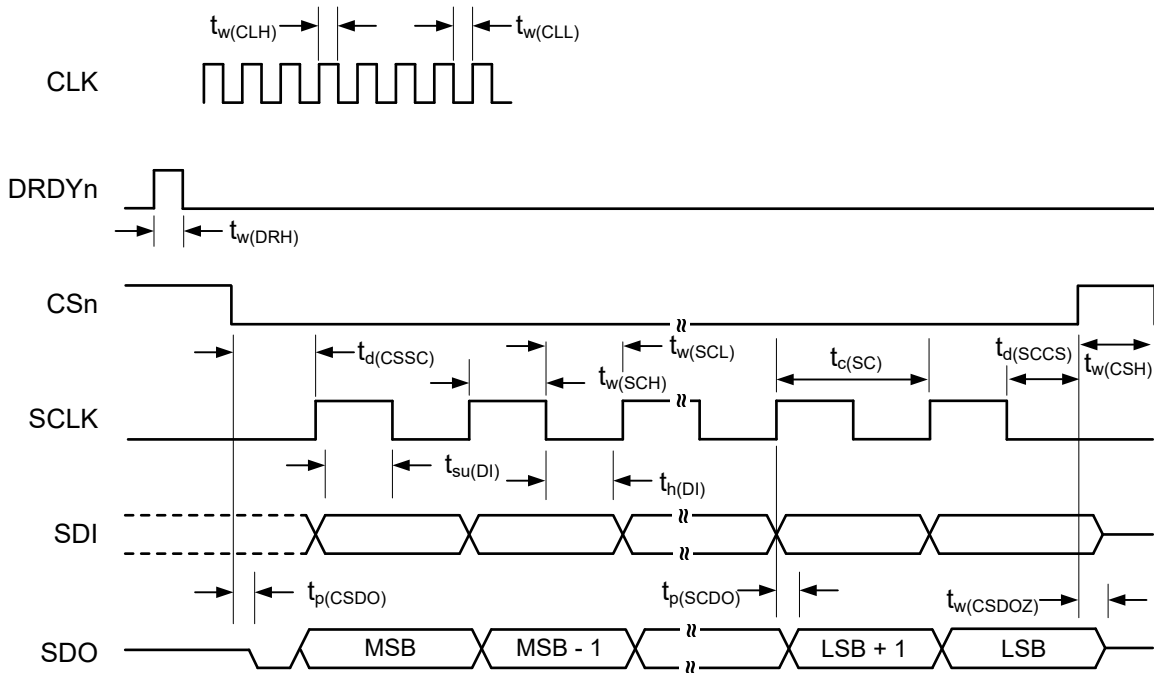 tw(CLH)
tw(CLL)
CLK
DRDYn
tw(DRH)
CSn
td(CSSC)
tw(SCL)
tc(SC)
td(SCCS)
tw(CSH)
tw(SCH)
SCLK
tsu(DI)
th(DI)
SDI
tp(CSDO)
tp(SCDO)
tw(CSDOZ)
SDO
MSB
MSB - 1
LSB + 1
LSB